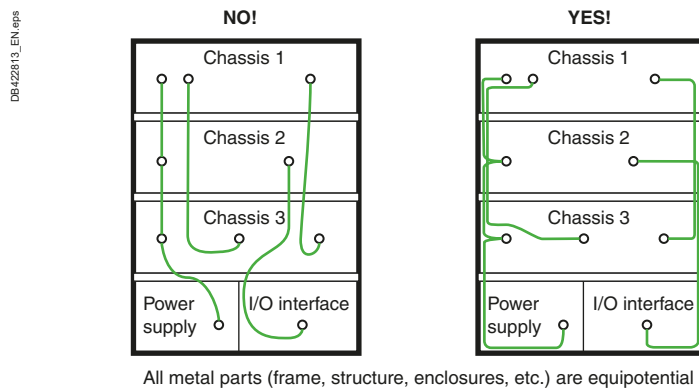 DB422813_EN.eps
NO!
Chassis 1
Chassis 2
Chassis 3
Power
supply
I/O interface
YES!
Chassis 1
Chassis 2
Chassis 3
Power
supply
I/O interface
All metal parts (frame, structure, enclosures, etc.) are equipotential